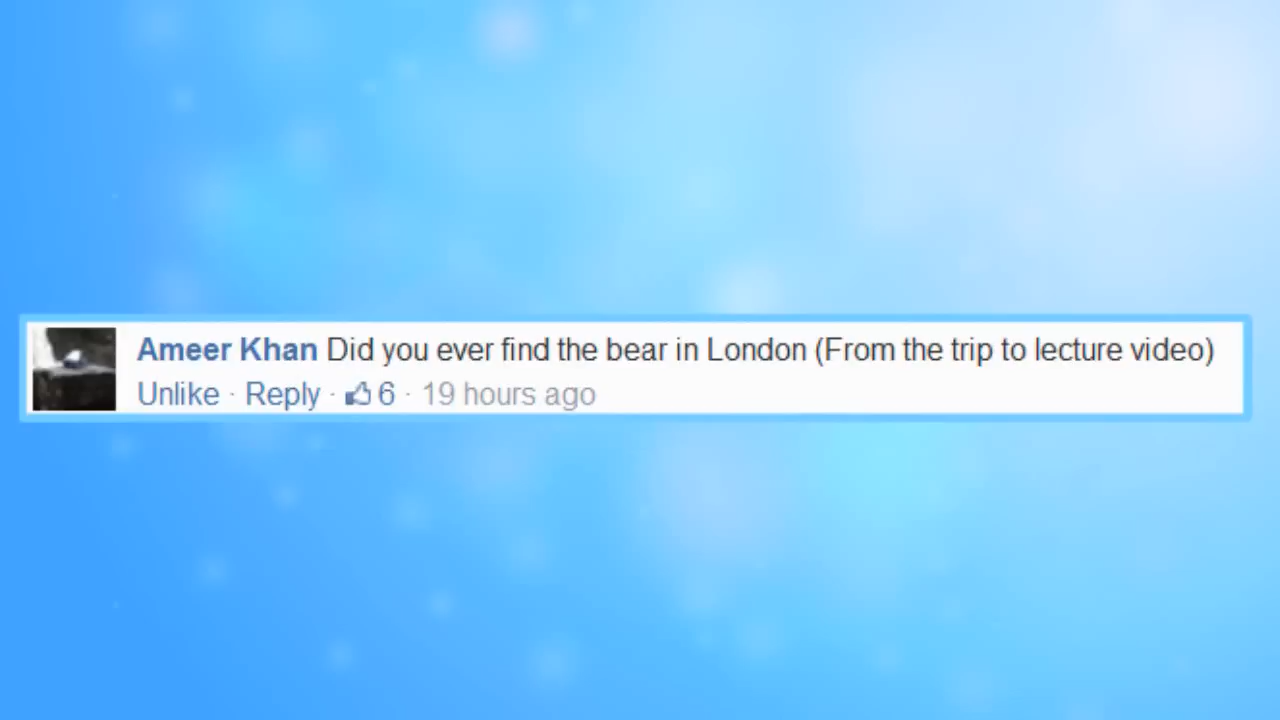 Ameer Khan Did you ever find the bear in London (From the trip to lecture video)
Unlike · Reply · 6 · 19 hours ago